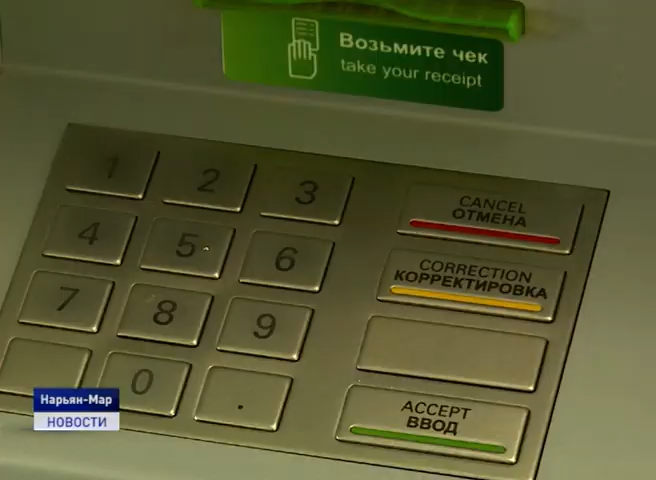 Возьмите чек
take your receipt
1 2 3
CANCEL
ОТМЕНА
4 5 6
CORRECTION
КОРРЕКТИРОВКА
7 8 9
0 .
ACCEPT
ВВОД
Нарьян-Мар
НОВОСТИ